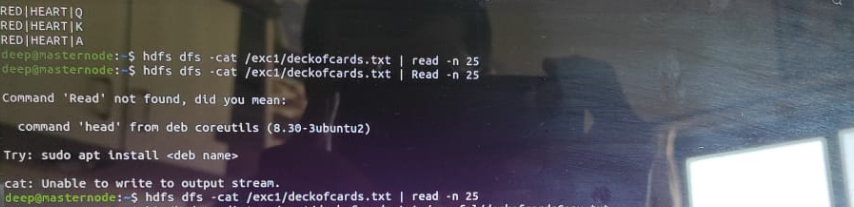 RED|HEART|Q
RED|HEART|K
RED|HEART|A
deep@masternode:~$ hdfs dfs -cat /exc1/deckofcards.txt | read -n 25
deep@masternode:~$ hdfs dfs -cat /exc1/deckofcards.txt | Read -n 25
Command 'Read' not found, did you mean:
command 'head' from deb coreutils (8.30-3ubuntu2)
Try: sudo apt install <deb name>
cat: Unable to write to output stream.
deep@masternode:~$ hdfs dfs -cat /exc1/deckofcards.txt | read -n 25